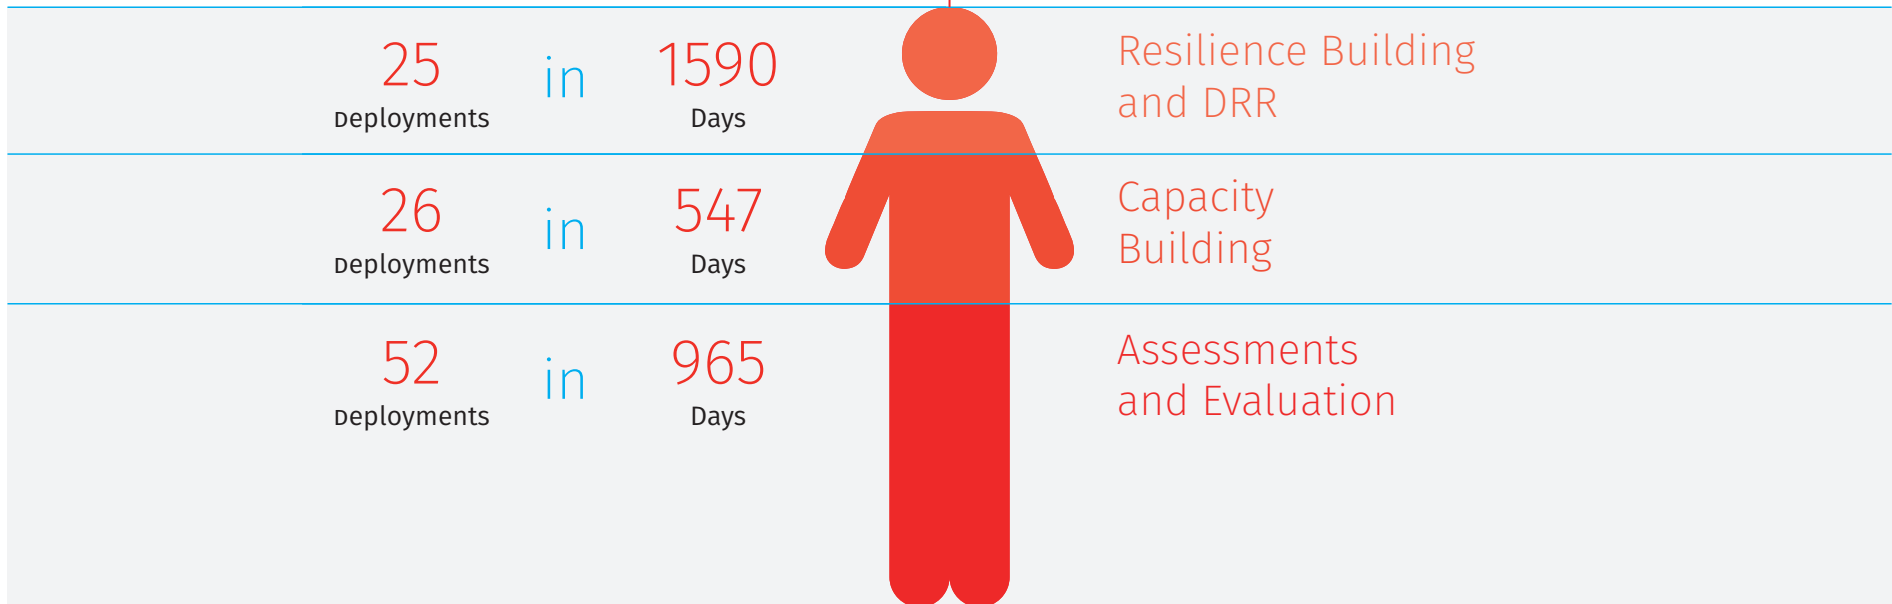 25 in 1590 Resilience Building
Deployments Days and DRR
26 in 547 Capacity
Deployments Days Building
52 in 965 Assessments
Deployments Days and Evaluation